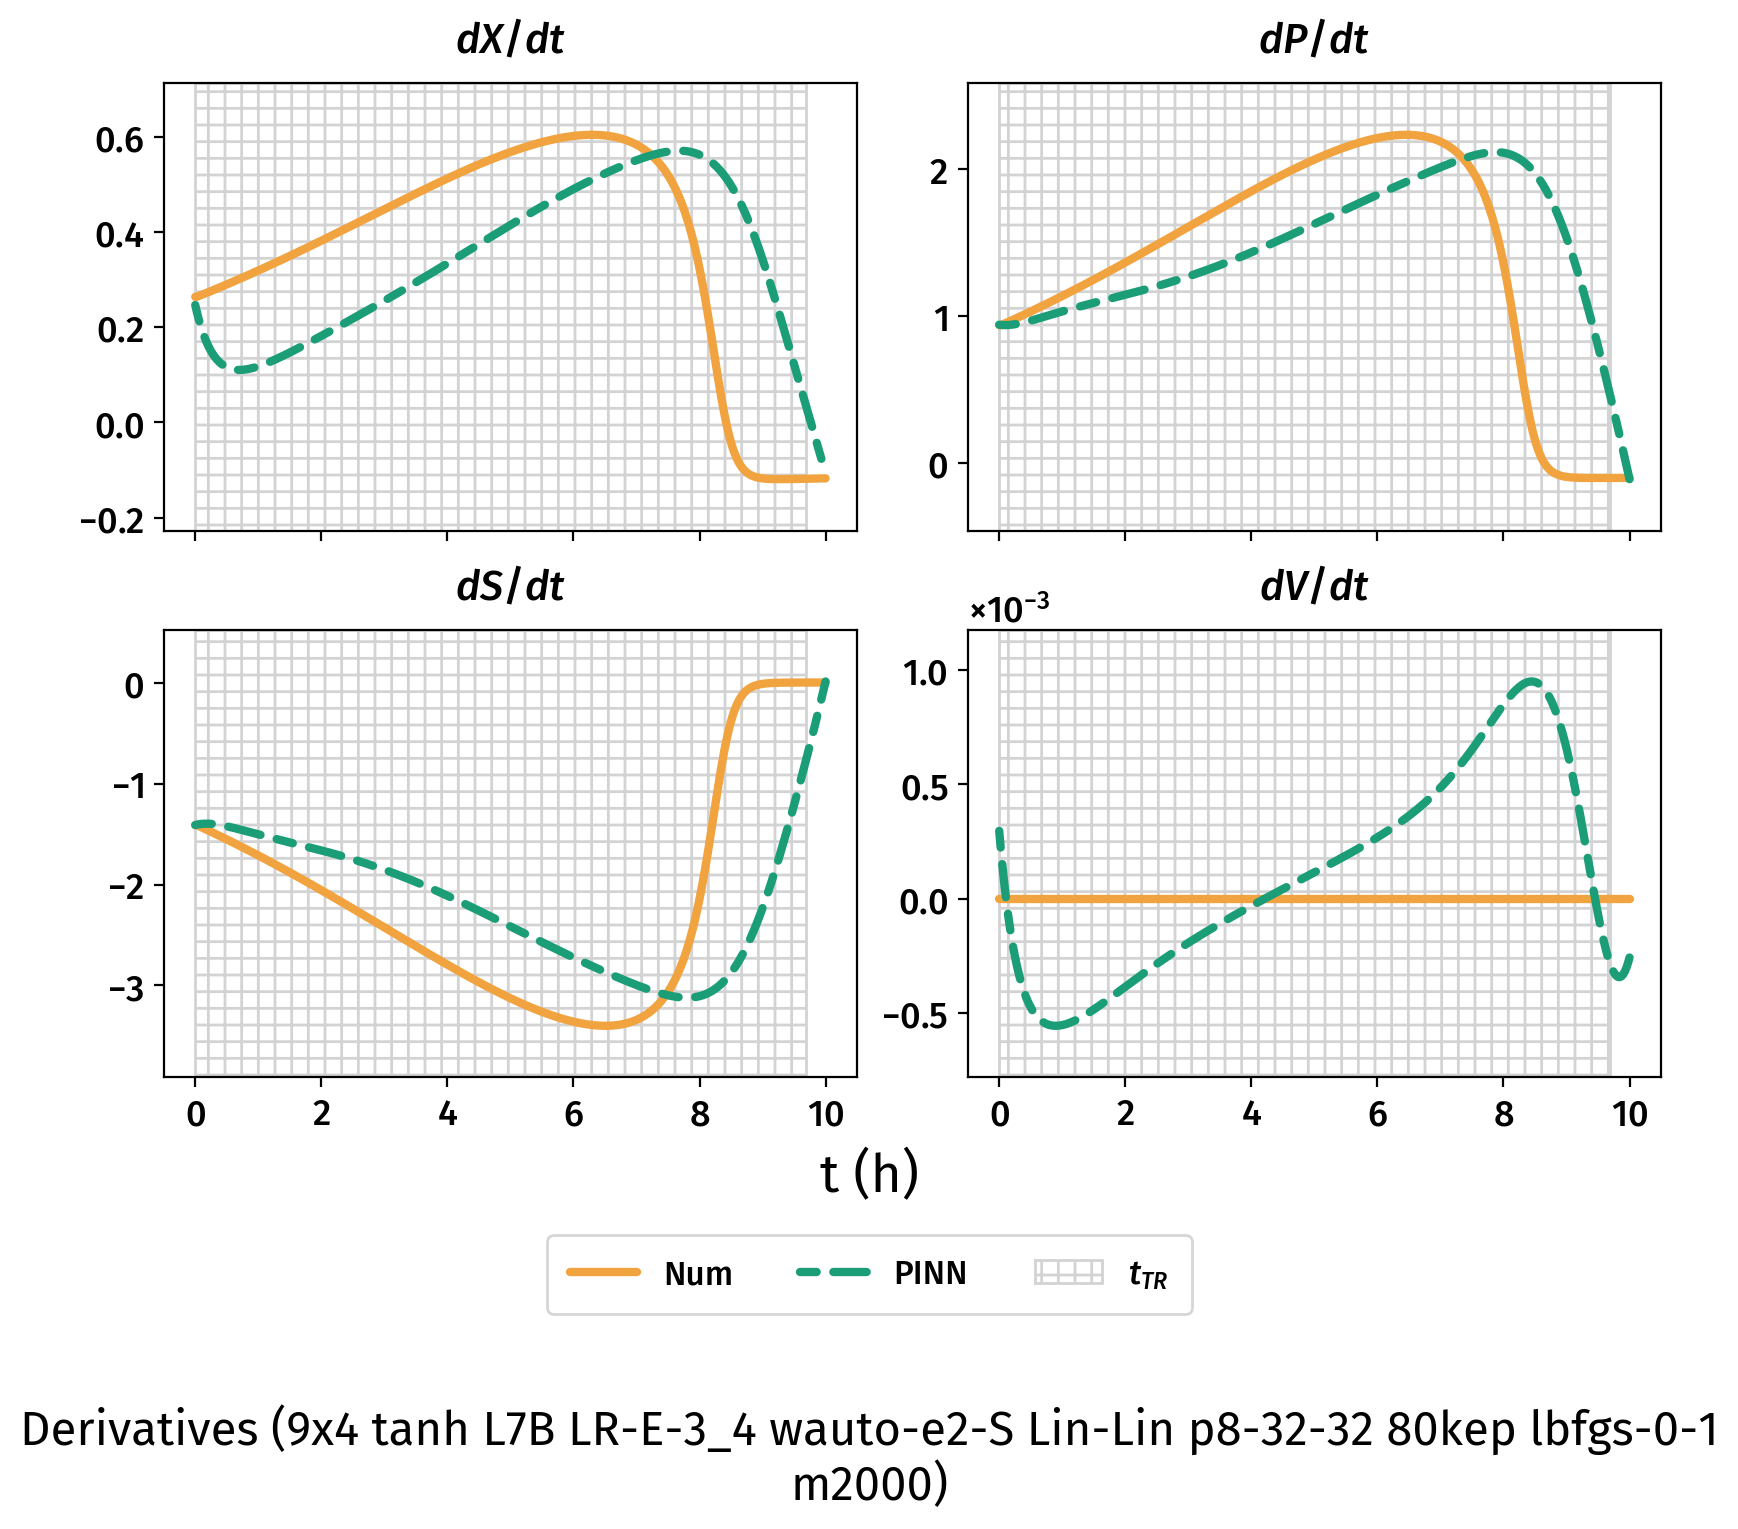 dX/dt
dP/dt
0.6
0.4
0.2
0.0
−0.2
2
1
0
dS/dt
dV/dt
×10⁻³
0
−1
−2
−3
1.0
0.5
0.0
−0.5
0 2 4 6 8 10
0 2 4 6 8 10
t (h)
Num PINN t_TR
Derivatives (9x4 tanh L7B LR-E-3_4 wauto-e2-S Lin-Lin p8-32-32 80kep lbfgs-0-1
m2000)